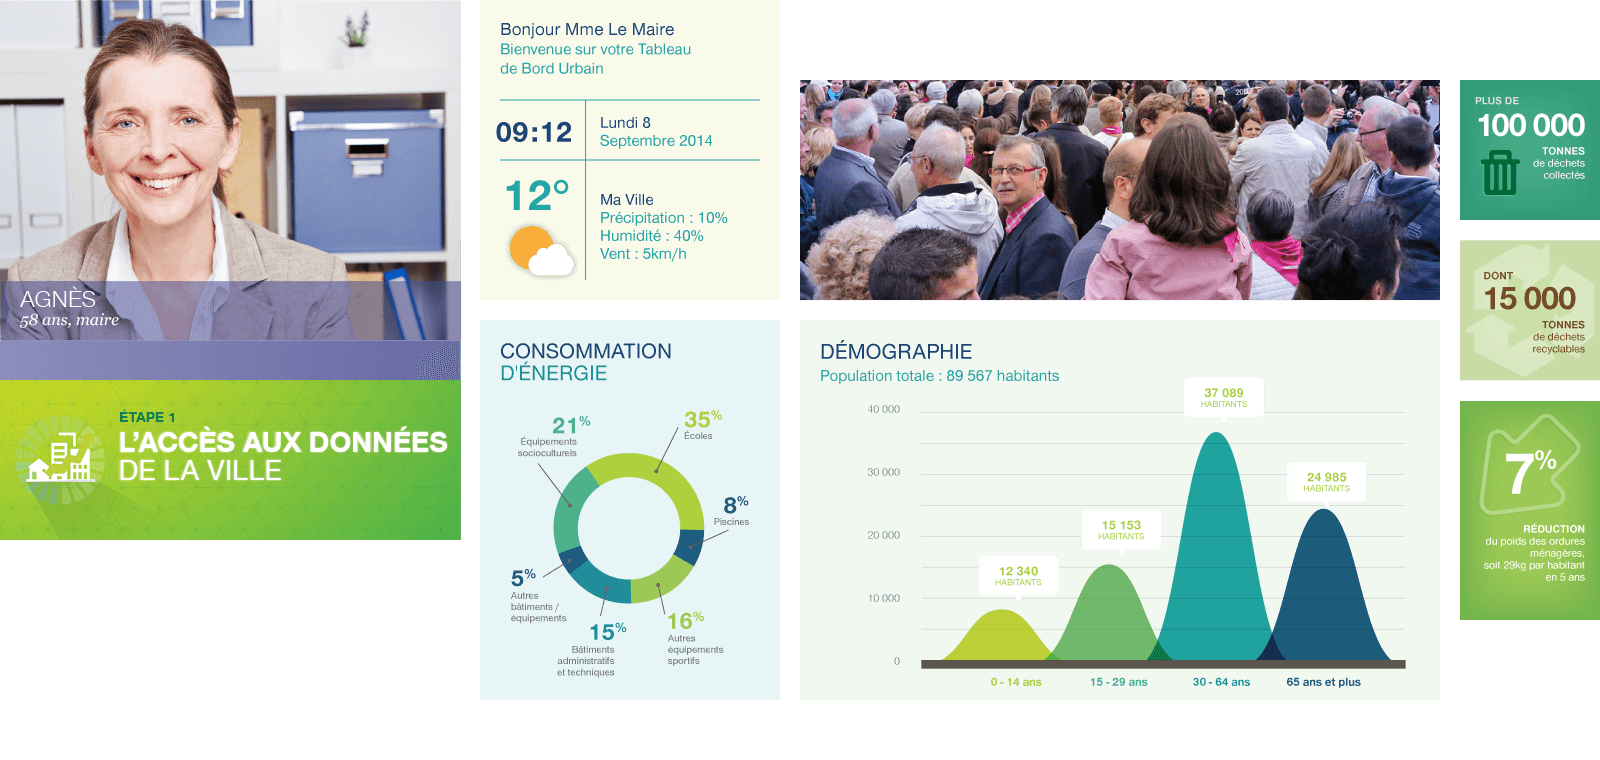 AGNÈS
58 ans, maire
ÉTAPE 1
L'ACCÈS AUX DONNÉES
DE LA VILLE
Bonjour Mme Le Maire
Bienvenue sur votre Tableau
de Bord Urbain
09:12
Lundi 8
Septembre 2014
12°
Ma Ville
Précipitation : 10%
Humidité : 40%
Vent : 5km/h
CONSOMMATION
D'ÉNERGIE
21%
Équipements
socioculturels
35%
Écoles
8%
Piscines
5%
Autres
bâtiments /
équipements
15%
Bâtiments
administratifs
et techniques
16%
Autres
équipements
sportifs
DÉMOGRAPHIE
Population totale : 89 567 habitants
40 000
30 000
20 000
10 000
0
12 340
HABITANTS
15 153
HABITANTS
37 089
HABITANTS
24 985
HABITANTS
0 - 14 ans
15 - 29 ans
30 - 64 ans
65 ans et plus
PLUS DE
100 000
TONNES
de déchets
collectés
DONT
15 000
TONNES
de déchets
recyclables
7%
RÉDUCTION
du poids des ordures
ménagères,
soit 29kg par habitant
en 5 ans